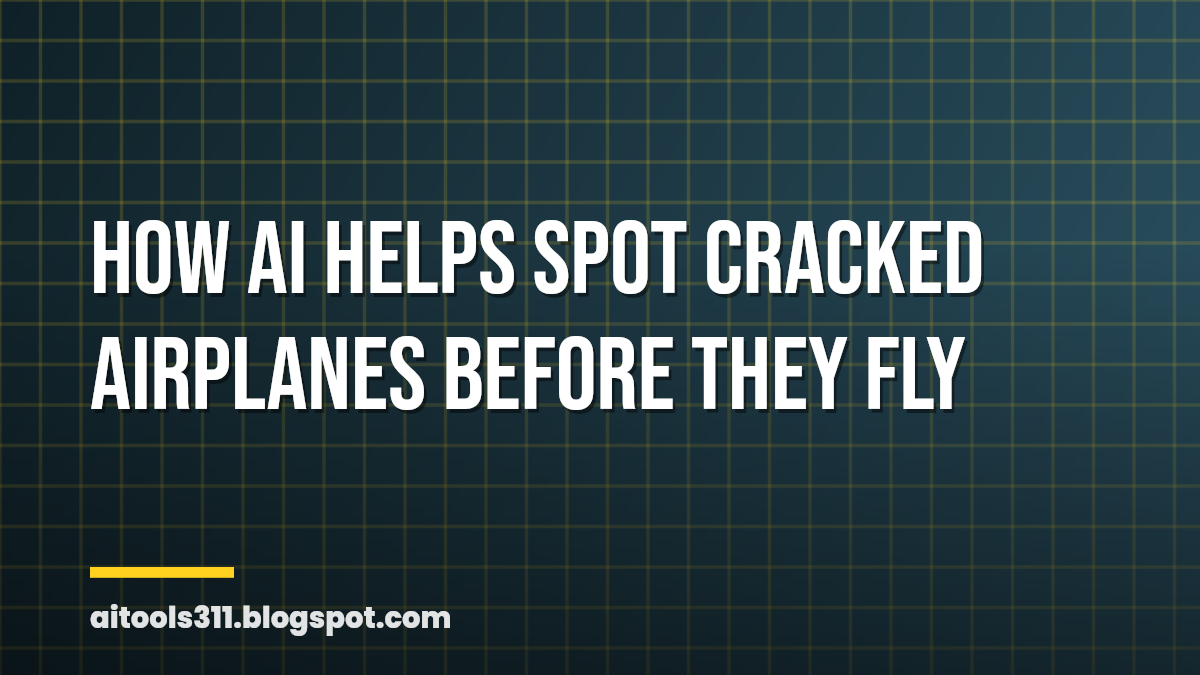 HOW AI HELPS SPOT CRACKED
AIRPLANES BEFORE THEY FLY
aitools311.blogspot.com